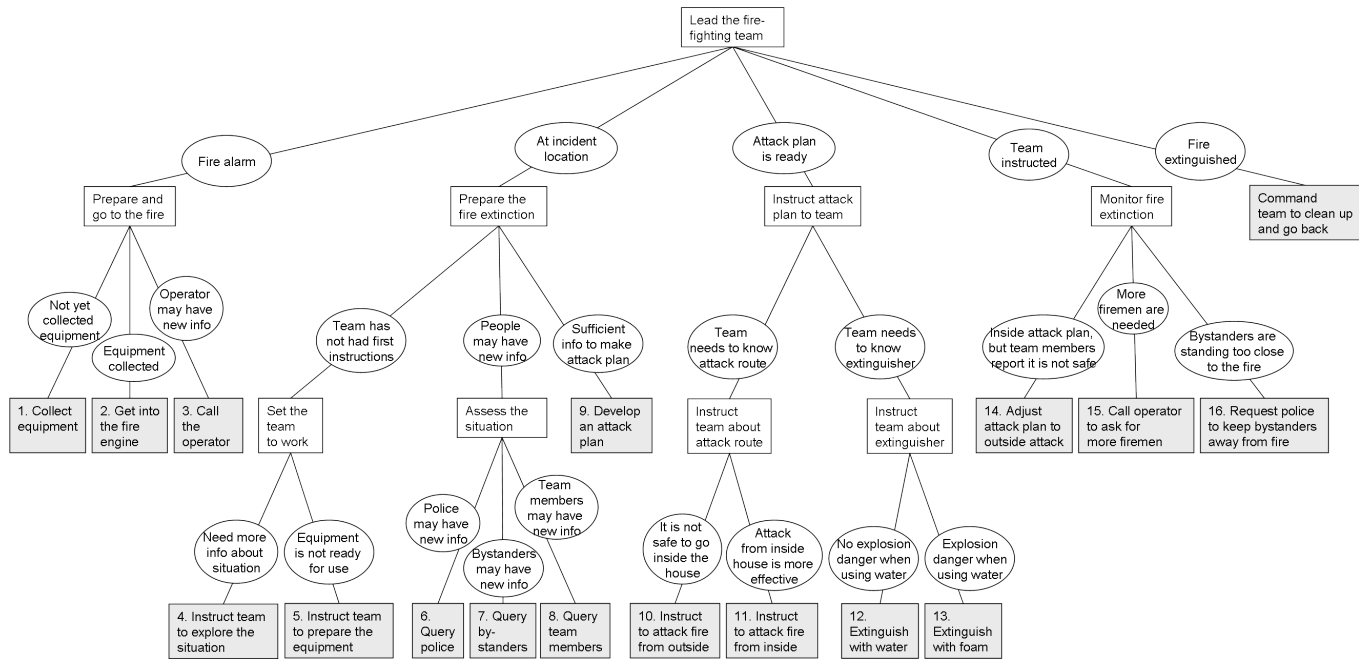 Lead the fire-
fighting team
Fire alarm
At incident
location
Attack plan
is ready
Team
instructed
Fire
extinguished
Prepare and
go to the fire
Prepare the
fire extinction
Instruct attack
plan to team
Monitor fire
extinction
Command
team to clean up
and go back
Not yet
collected
equipment
Equipment
collected
Operator
may have
new info
Team has
not had first
instructions
People
may have
new info
Sufficient
info to make
attack plan
Team
needs to know
attack route
Team needs
to know
extinguisher
Inside attack plan,
but team members
report it is not safe
More
firemen are
needed
Bystanders are
standing too close
to the fire
1. Collect
equipment
2. Get into
the fire
engine
3. Call
the
operator
Set the
team
to work
Assess the
situation
9. Develop
an attack
plan
Instruct
team about
attack route
Instruct
team about
extinguisher
14. Adjust
attack plan to
outside attack
15. Call operator
to ask for
more firemen
16. Request police
to keep bystanders
away from fire
Need more
info about
situation
Equipment
is not ready
for use
Police
may have
new info
Bystanders
may have
new info
Team
members
may have
new info
It is not
safe to go
inside the
house
Attack
from inside
house is more
effective
No explosion
danger when
using water
Explosion
danger when
using water
4. Instruct team
to explore the
situation
5. Instruct team
to prepare the
equipment
6.
Query
police
7. Query
by-
standers
8. Query
team
members
10. Instruct
to attack fire
from outside
11. Instruct
to attack fire
from inside
12.
Extinguish
with water
13.
Extinguish
with foam